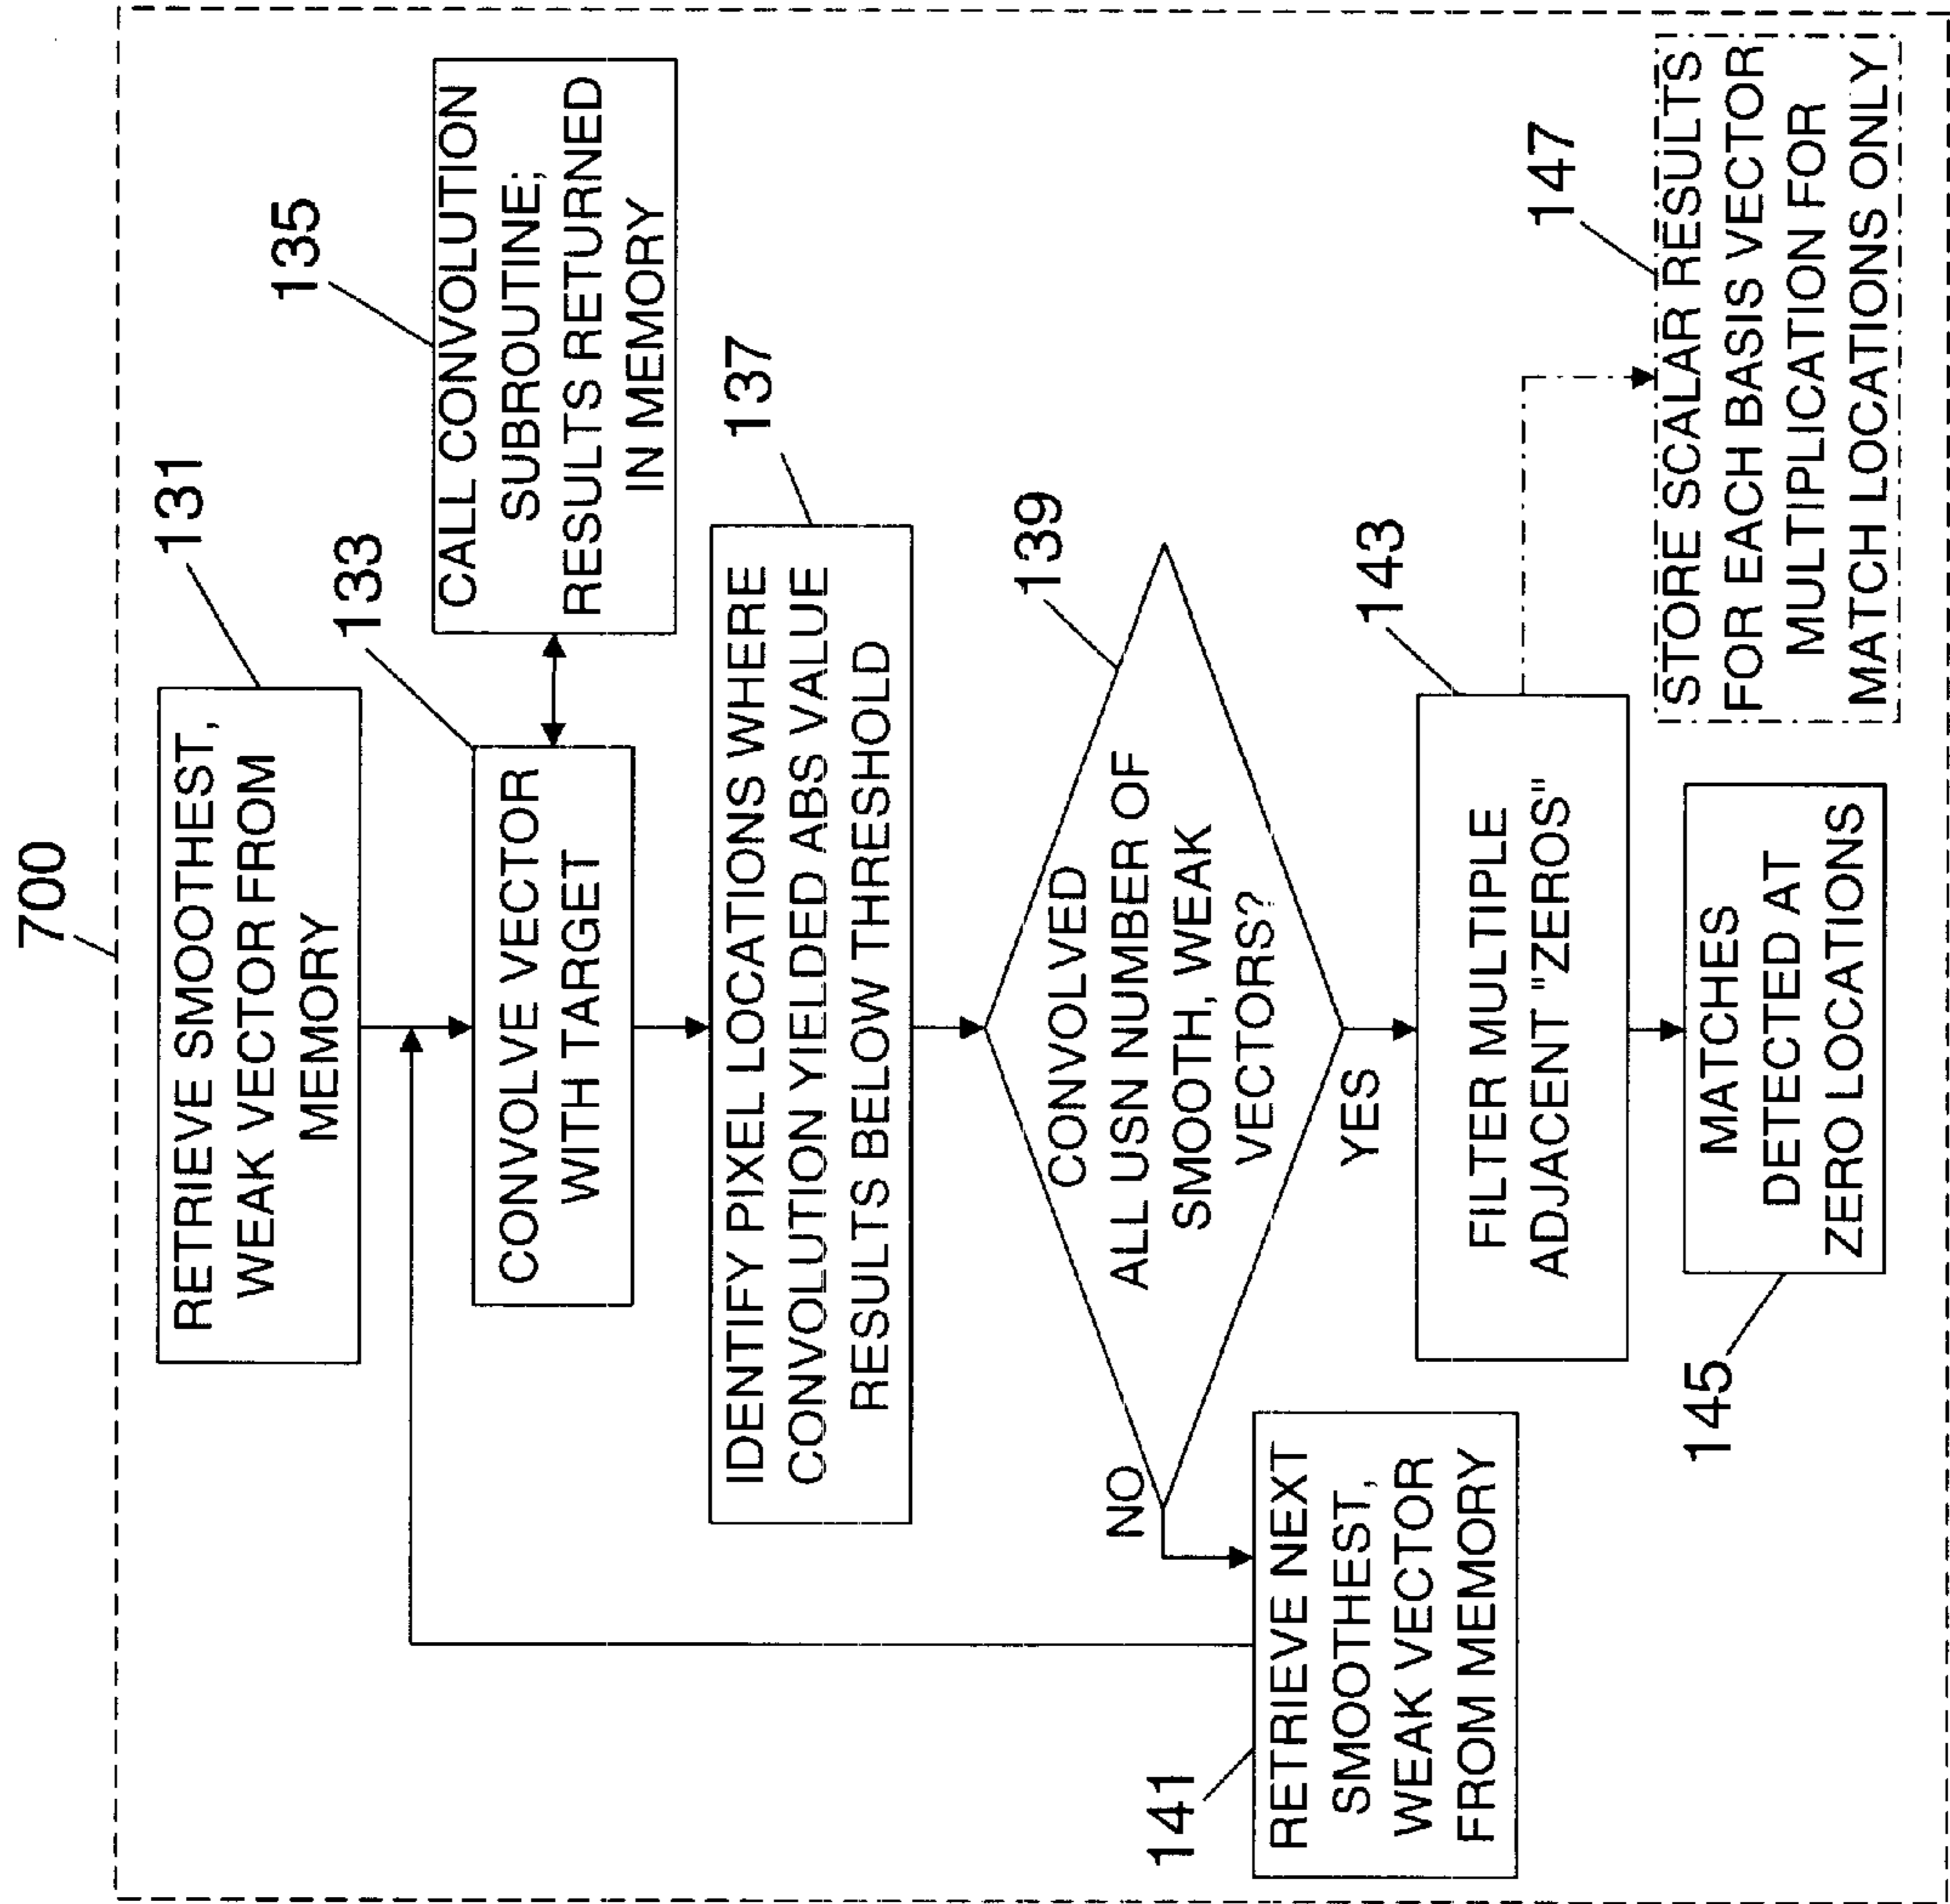 700
131
RETRIEVE SMOOTHEST,
WEAK VECTOR FROM
MEMORY
133
CONVOLVE VECTOR
WITH TARGET
135
CALL CONVOLUTION
SUBROUTINE;
RESULTS RETURNED
IN MEMORY
137
IDENTIFY PIXEL LOCATIONS WHERE
CONVOLUTION YIELDED ABS VALUE
RESULTS BELOW THRESHOLD
139
CONVOLVED
ALL USN NUMBER OF
SMOOTH, WEAK
VECTORS?
NO
YES
141
RETRIEVE NEXT
SMOOTHEST,
WEAK VECTOR
FROM MEMORY
143
FILTER MULTIPLE
ADJACENT "ZEROS"
145
MATCHES
DETECTED AT
ZERO LOCATIONS
147
STORE SCALAR RESULTS
FOR EACH BASIS VECTOR
MULTIPLICATION FOR
MATCH LOCATIONS ONLY